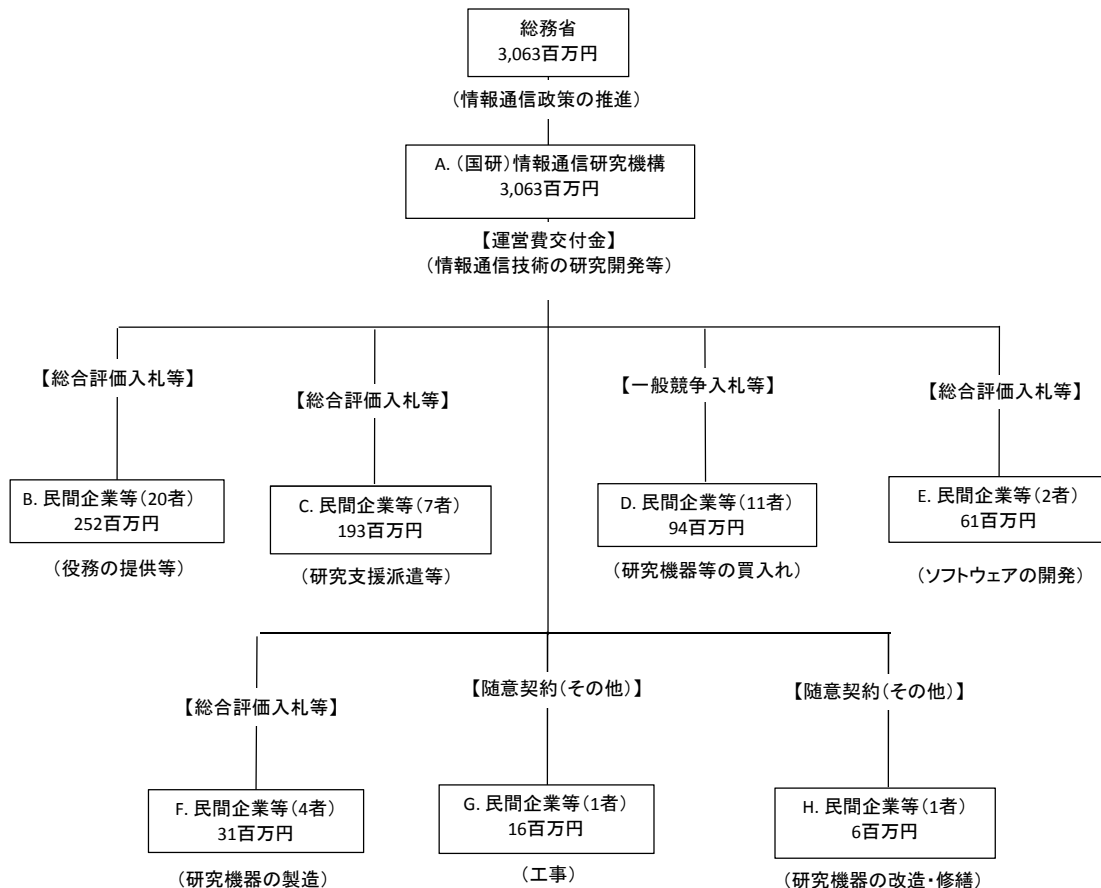 総務省
3,063百万円
(情報通信政策の推進)
A. (国研)情報通信研究機構
3,063百万円
【運営費交付金】
(情報通信技術の研究開発等)
【総合評価入札等】
【総合評価入札等】
【一般競争入札等】
【総合評価入札等】
B. 民間企業等(20者)
252百万円
(役務の提供等)
C. 民間企業等(7者)
193百万円
(研究支援派遣等)
D. 民間企業等(11者)
94百万円
(研究機器等の買入れ)
E. 民間企業等(2者)
61百万円
(ソフトウェアの開発)
【総合評価入札等】
【随意契約(その他)】
【随意契約(その他)】
F. 民間企業等(4者)
31百万円
(研究機器の製造)
G. 民間企業等(1者)
16百万円
(工事)
H. 民間企業等(1者)
6百万円
(研究機器の改造・修繕)